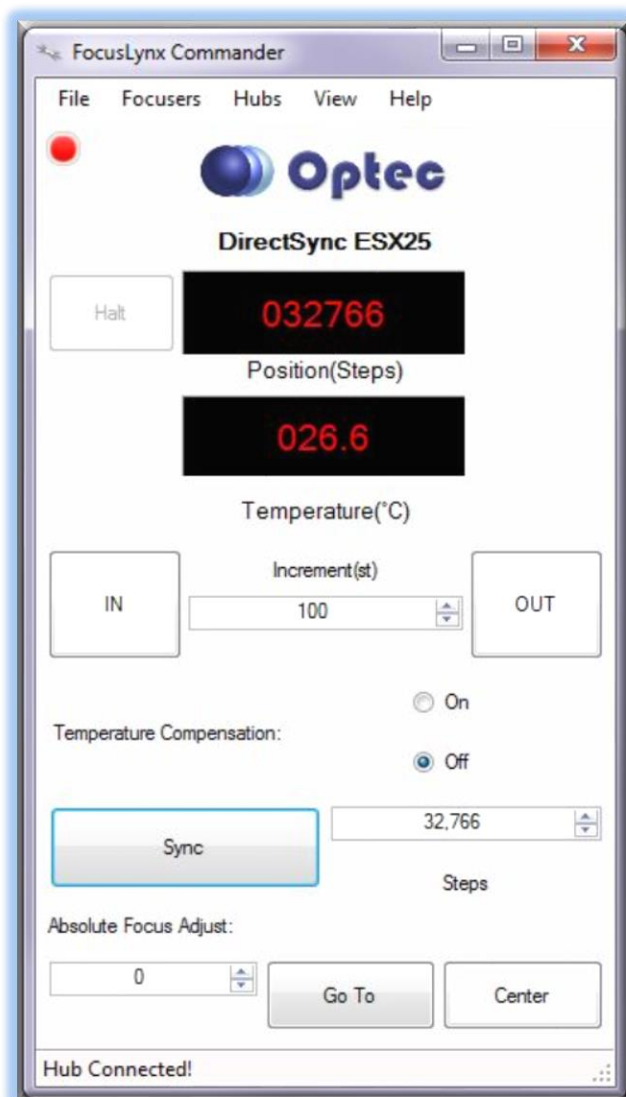 FocusLynx Commander
File Focusers Hubs View Help
Optec
DirectSync ESX25
Halt
032766
Position(Steps)
026.6
Temperature(°C)
IN
Increment(st)
100
OUT
On
Temperature Compensation:
Off
Sync
32,766
Steps
Absolute Focus Adjust:
0
Go To
Center
Hub Connected!